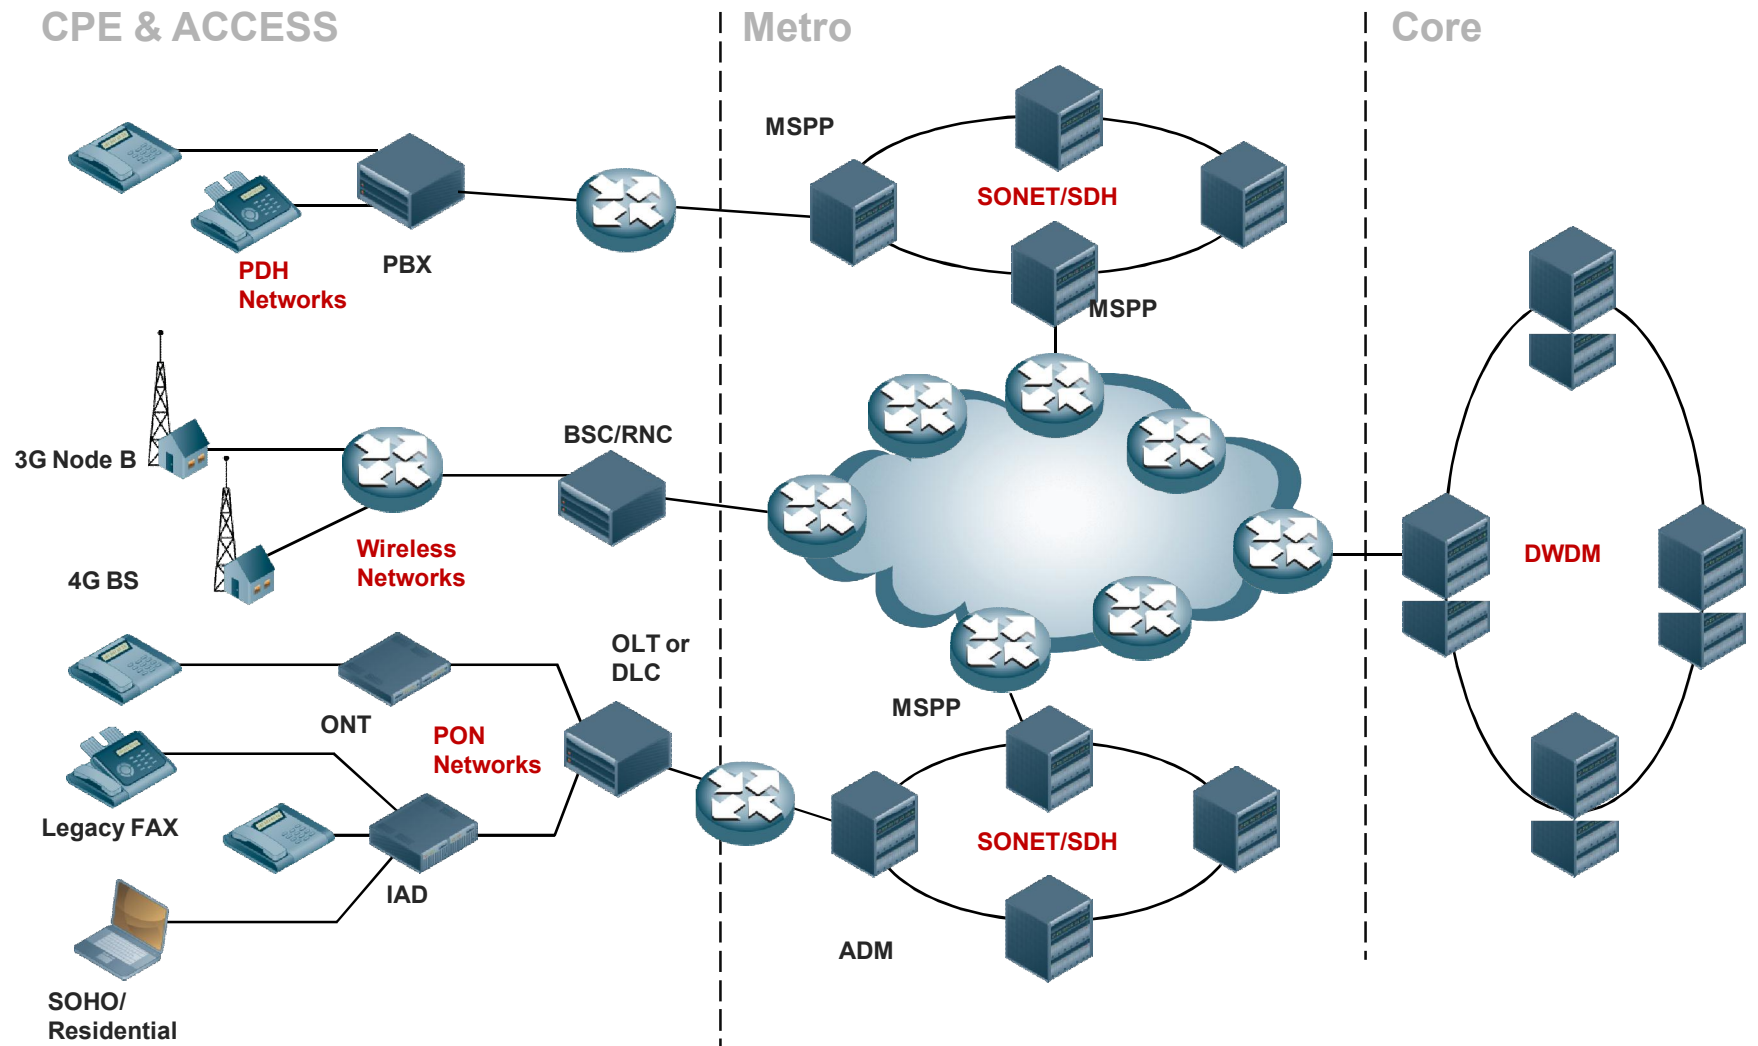 CPE & ACCESS
Metro
Core
MSPP
SONET/SDH
PBX
PDH
Networks
MSPP
BSC/RNC
3G Node B
Wireless
Networks
4G BS
DWDM
OLT or
DLC
MSPP
ONT
PON
Networks
Legacy FAX
SONET/SDH
IAD
ADM
SOHO/
Residential